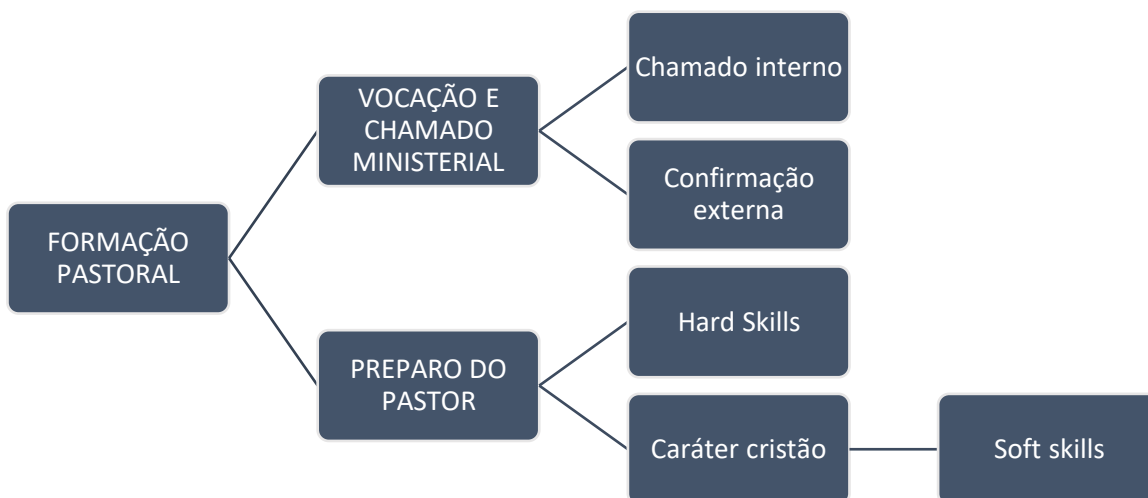 FORMAÇÃO
PASTORAL
VOCAÇÃO E
CHAMADO
MINISTERIAL
Chamado interno
Confirmação
externa
PREPARO DO
PASTOR
Hard Skills
Caráter cristão
Soft skills